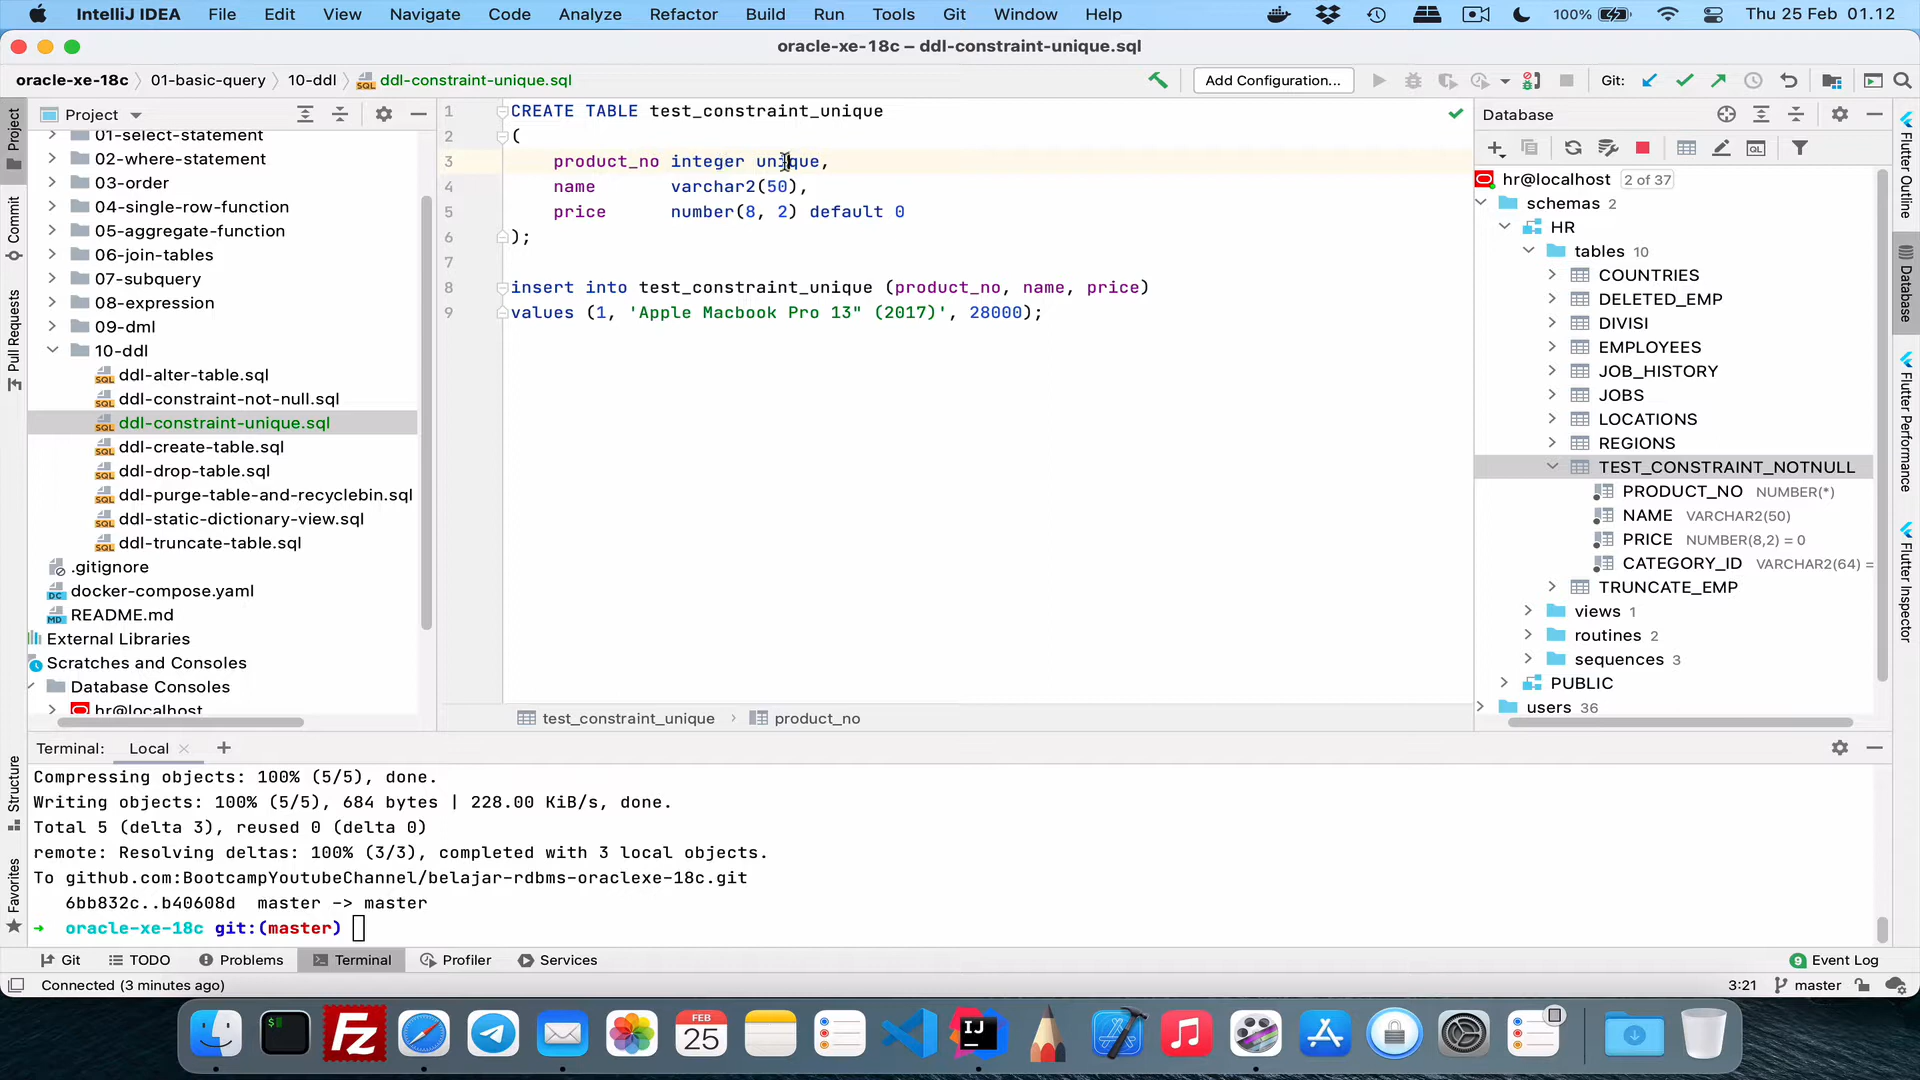 IntelliJ IDEA File Edit View Navigate Code Analyze Refactor Build Run Tools Git Window Help 100% Thu 25 Feb 01.12
oracle-xe-18c – ddl-constraint-unique.sql
oracle-xe-18c 01-basic-query 10-ddl ddl-constraint-unique.sql Add Configuration... Git:
Project
01-select-statement
02-where-statement
03-order
04-single-row-function
05-aggregate-function
06-join-tables
07-subquery
08-expression
09-dml
10-ddl
ddl-alter-table.sql
ddl-constraint-not-null.sql
ddl-constraint-unique.sql
ddl-create-table.sql
ddl-drop-table.sql
ddl-purge-table-and-recyclebin.sql
ddl-static-dictionary-view.sql
ddl-truncate-table.sql
.gitignore
docker-compose.yaml
README.md
External Libraries
Scratches and Consoles
Database Consoles
hr@localhost
1 CREATE TABLE test_constraint_unique
2 (
3 product_no integer unique,
4 name varchar2(50),
5 price number(8, 2) default 0
6 );
7
8 insert into test_constraint_unique (product_no, name, price)
9 values (1, 'Apple Macbook Pro 13" (2017)', 28000);
test_constraint_unique product_no
Database
hr@localhost 2 of 37
schemas 2
HR
tables 10
COUNTRIES
DELETED_EMP
DIVISI
EMPLOYEES
JOB_HISTORY
JOBS
LOCATIONS
REGIONS
TEST_CONSTRAINT_NOTNULL
PRODUCT_NO NUMBER(*)
NAME VARCHAR2(50)
PRICE NUMBER(8,2) = 0
CATEGORY_ID VARCHAR2(64) =
TRUNCATE_EMP
views 1
routines 2
sequences 3
PUBLIC
users 36
Project
Commit
Pull Requests
Structure
Favorites
Flutter Outline
Database
Flutter Performance
Flutter Inspector
Terminal: Local
Compressing objects: 100% (5/5), done.
Writing objects: 100% (5/5), 684 bytes | 228.00 KiB/s, done.
Total 5 (delta 3), reused 0 (delta 0)
remote: Resolving deltas: 100% (3/3), completed with 3 local objects.
To github.com:BootcampYoutubeChannel/belajar-rdbms-oraclexe-18c.git
6bb832c..b40608d master -> master
→ oracle-xe-18c git:(master)
Git TODO Problems Terminal Profiler Services 9 Event Log
Connected (3 minutes ago) 3:21 master
FEB
25